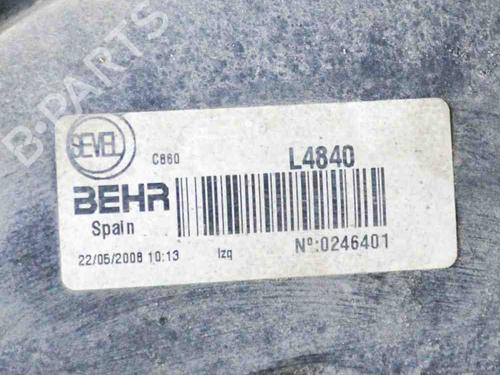 B-PARTS
SEVEL
C860
L4840
BEHR
Spain
22/05/2008 10:13
Izq
Nº:0246401